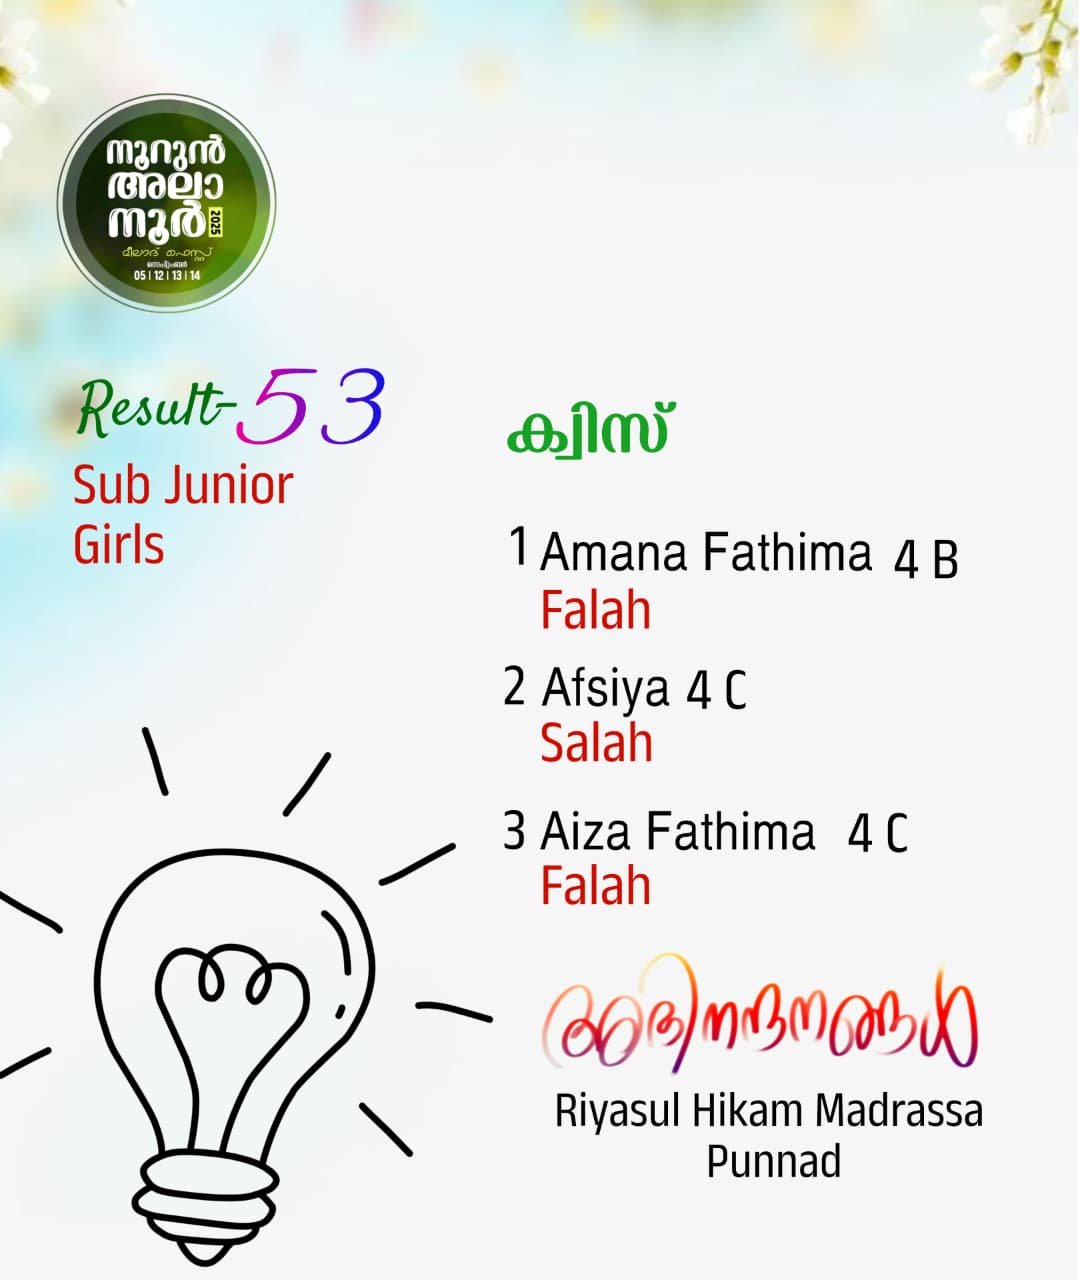 നൂറുൻ
അലാ
നൂർ 2025
മീലാദ് ഫെസ്റ്റ്
സെപ്റ്റംബർ
05 | 12 | 13 | 14
Result-53
Sub Junior
Girls
ക്വിസ്
1 Amana Fathima 4 B
Falah
2 Afsiya 4 C
Salah
3 Aiza Fathima 4 C
Falah
അഭിനന്ദനങ്ങൾ
Riyasul Hikam Madrassa
Punnad